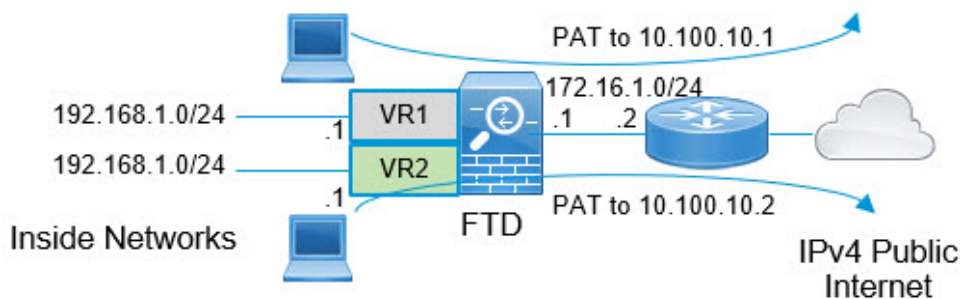 PAT to 10.100.10.1
172.16.1.0/24
192.168.1.0/24
.1
VR1
.1
.2
192.168.1.0/24
.1
VR2
PAT to 10.100.10.2
FTD
Inside Networks
IPv4 Public
Internet